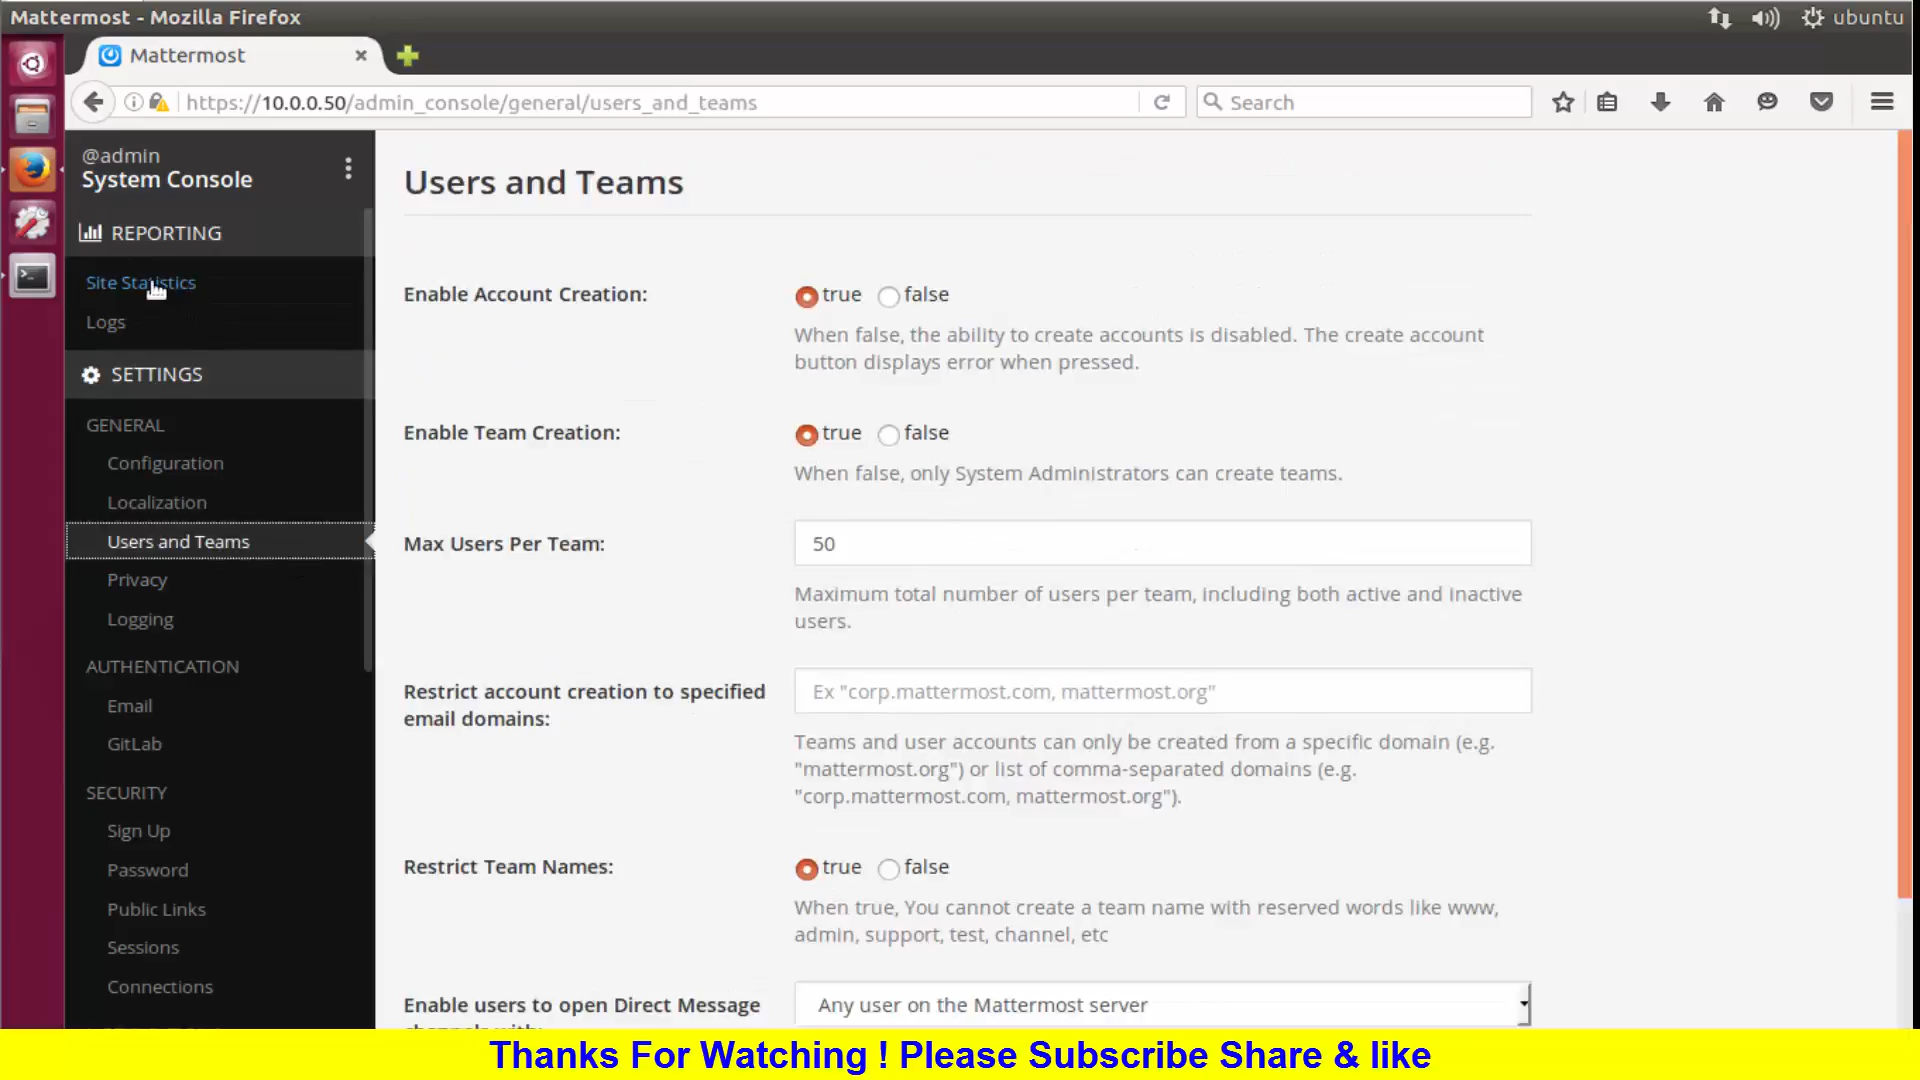 Mattermost - Mozilla Firefox
ubuntu
Mattermost
https://10.0.0.50/admin_console/general/users_and_teams
Search
@admin
System Console
REPORTING
Site Statistics
Logs
SETTINGS
GENERAL
Configuration
Localization
Users and Teams
Privacy
Logging
AUTHENTICATION
Email
GitLab
SECURITY
Sign Up
Password
Public Links
Sessions
Connections
Users and Teams
Enable Account Creation:
true false
When false, the ability to create accounts is disabled. The create account
button displays error when pressed.
Enable Team Creation:
true false
When false, only System Administrators can create teams.
Max Users Per Team:
50
Maximum total number of users per team, including both active and inactive
users.
Restrict account creation to specified
email domains:
Ex "corp.mattermost.com, mattermost.org"
Teams and user accounts can only be created from a specific domain (e.g.
"mattermost.org") or list of comma-separated domains (e.g.
"corp.mattermost.com, mattermost.org").
Restrict Team Names:
true false
When true, You cannot create a team name with reserved words like www,
admin, support, test, channel, etc
Enable users to open Direct Message
Any user on the Mattermost server
Thanks For Watching ! Please Subscribe Share & like